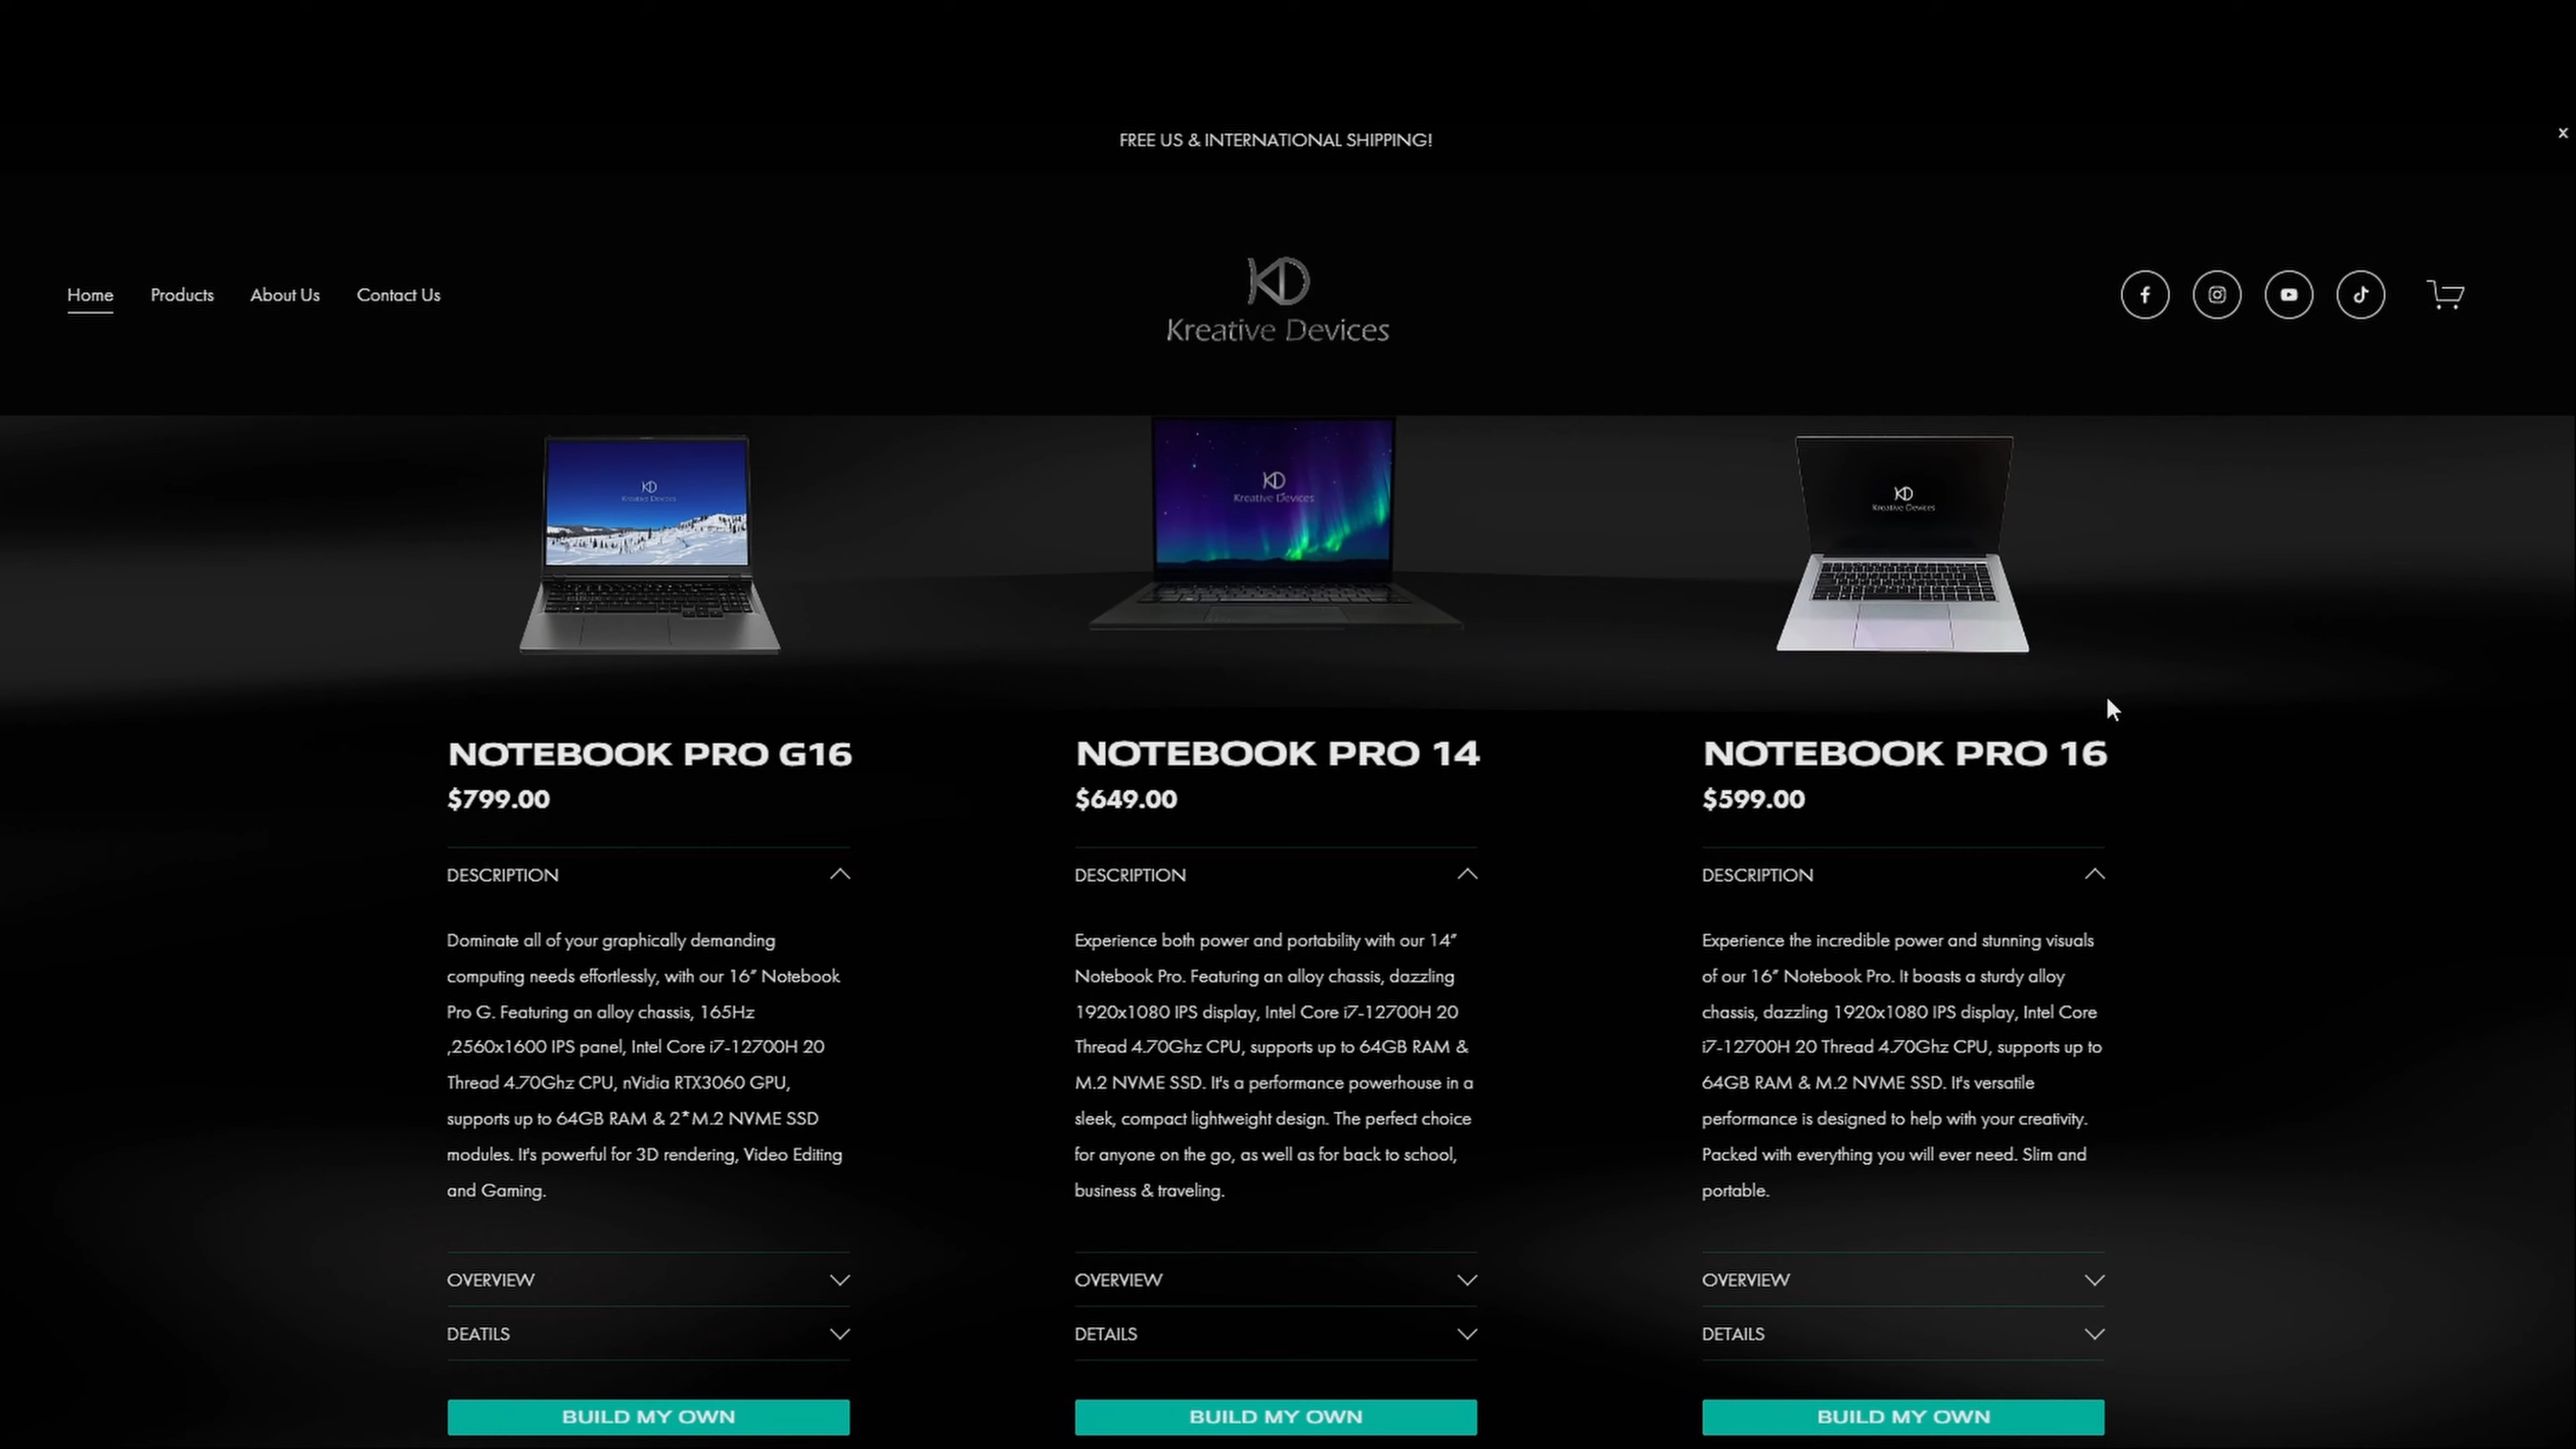 FREE US & INTERNATIONAL SHIPPING!
x
Home
Products
About Us
Contact Us
KD
Kreative Devices
KD
Kreative Devices
KD
Kreative Devices
KD
Kreative Devices
NOTEBOOK PRO G16
$799.00
DESCRIPTION
Dominate all of your graphically demanding
computing needs effortlessly, with our 16” Notebook
Pro G. Featuring an alloy chassis, 165Hz
,2560x1600 IPS panel, Intel Core i7-12700H 20
Thread 4.70Ghz CPU, nVidia RTX3060 GPU,
supports up to 64GB RAM & 2*M.2 NVME SSD
modules. It's powerful for 3D rendering, Video Editing
and Gaming.
OVERVIEW
DEATILS
BUILD MY OWN
NOTEBOOK PRO 14
$649.00
DESCRIPTION
Experience both power and portability with our 14”
Notebook Pro. Featuring an alloy chassis, dazzling
1920x1080 IPS display, Intel Core i7-12700H 20
Thread 4.70Ghz CPU, supports up to 64GB RAM &
M.2 NVME SSD. It's a performance powerhouse in a
sleek, compact lightweight design. The perfect choice
for anyone on the go, as well as for back to school,
business & traveling.
OVERVIEW
DETAILS
BUILD MY OWN
NOTEBOOK PRO 16
$599.00
DESCRIPTION
Experience the incredible power and stunning visuals
of our 16” Notebook Pro. It boasts a sturdy alloy
chassis, dazzling 1920x1080 IPS display, Intel Core
i7-12700H 20 Thread 4.70Ghz CPU, supports up to
64GB RAM & M.2 NVME SSD. It's versatile
performance is designed to help with your creativity.
Packed with everything you will ever need. Slim and
portable.
OVERVIEW
DETAILS
BUILD MY OWN